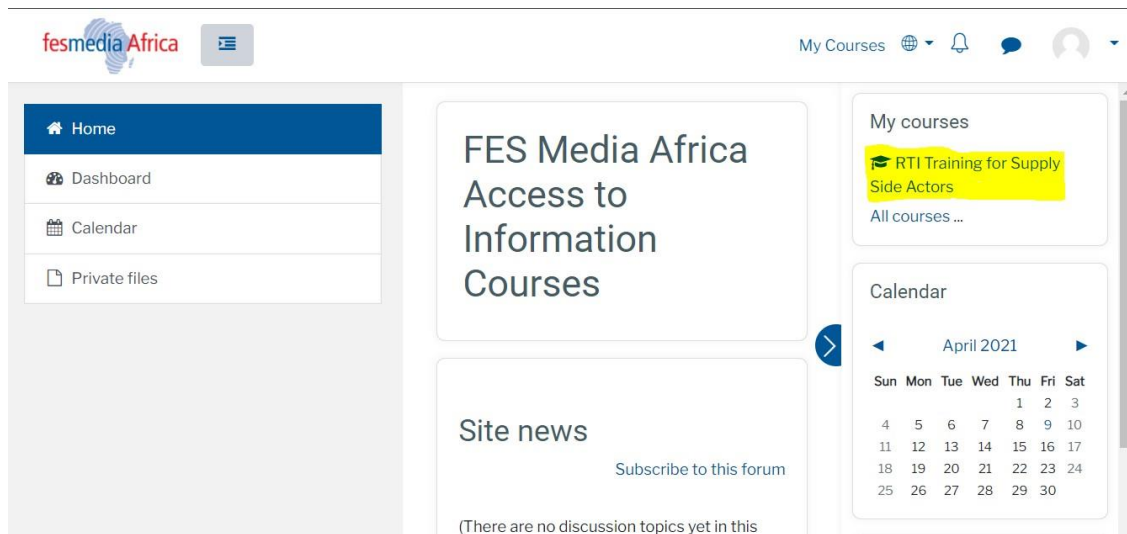 fesmedia Africa
My Courses
Home
Dashboard
Calendar
Private files
FES Media Africa
Access to
Information
Courses
Site news
Subscribe to this forum
(There are no discussion topics yet in this
My courses
RTI Training for Supply
Side Actors
All courses ...
Calendar
April 2021
Sun Mon Tue Wed Thu Fri Sat
1 2 3
4 5 6 7 8 9 10
11 12 13 14 15 16 17
18 19 20 21 22 23 24
25 26 27 28 29 30